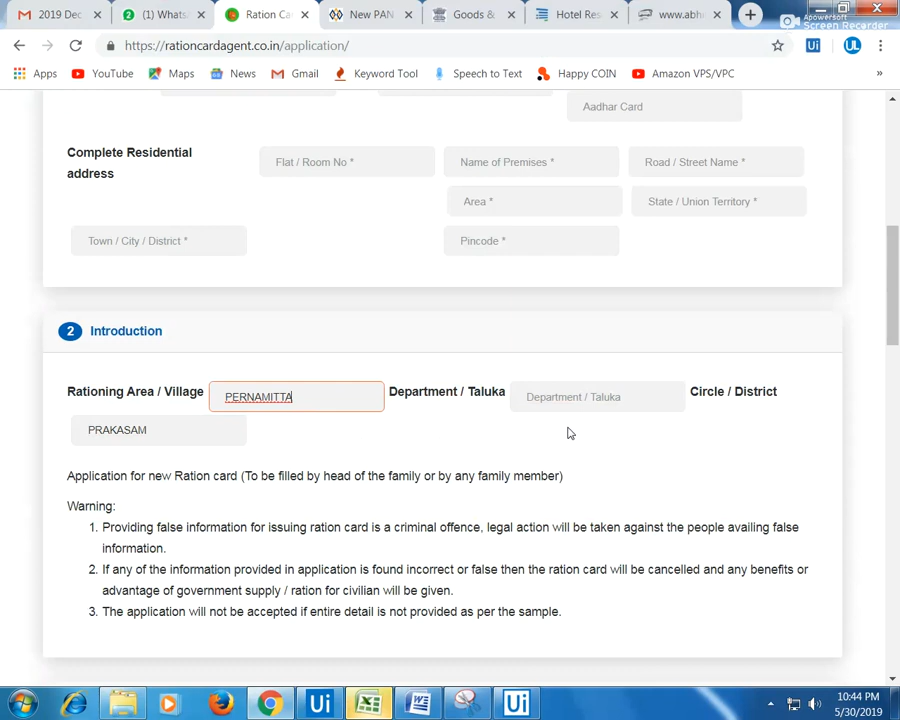 2019 Dec
(1) Whats
Ration Ca
New PAN
Goods &
Hotel Res
www.abh
Apowersoft
Screen Recorder
https://rationcardagent.co.in/application/
Ui
UL
Apps
YouTube
Maps
News
Gmail
Keyword Tool
Speech to Text
Happy COIN
Amazon VPS/VPC
»
Aadhar Card
Complete Residential
address
Flat / Room No *
Name of Premises *
Road / Street Name *
Area *
State / Union Territory *
Town / City / District *
Pincode *
2 Introduction
Rationing Area / Village
PERNAMITTA
Department / Taluka
Department / Taluka
Circle / District
PRAKASAM
Application for new Ration card (To be filled by head of the family or by any family member)
Warning:
1. Providing false information for issuing ration card is a criminal offence, legal action will be taken against the people availing false
information.
2. If any of the information provided in application is found incorrect or false then the ration card will be cancelled and any benefits or
advantage of government supply / ration for civilian will be given.
3. The application will not be accepted if entire detail is not provided as per the sample.
Ui
Ui
10:44 PM
5/30/2019